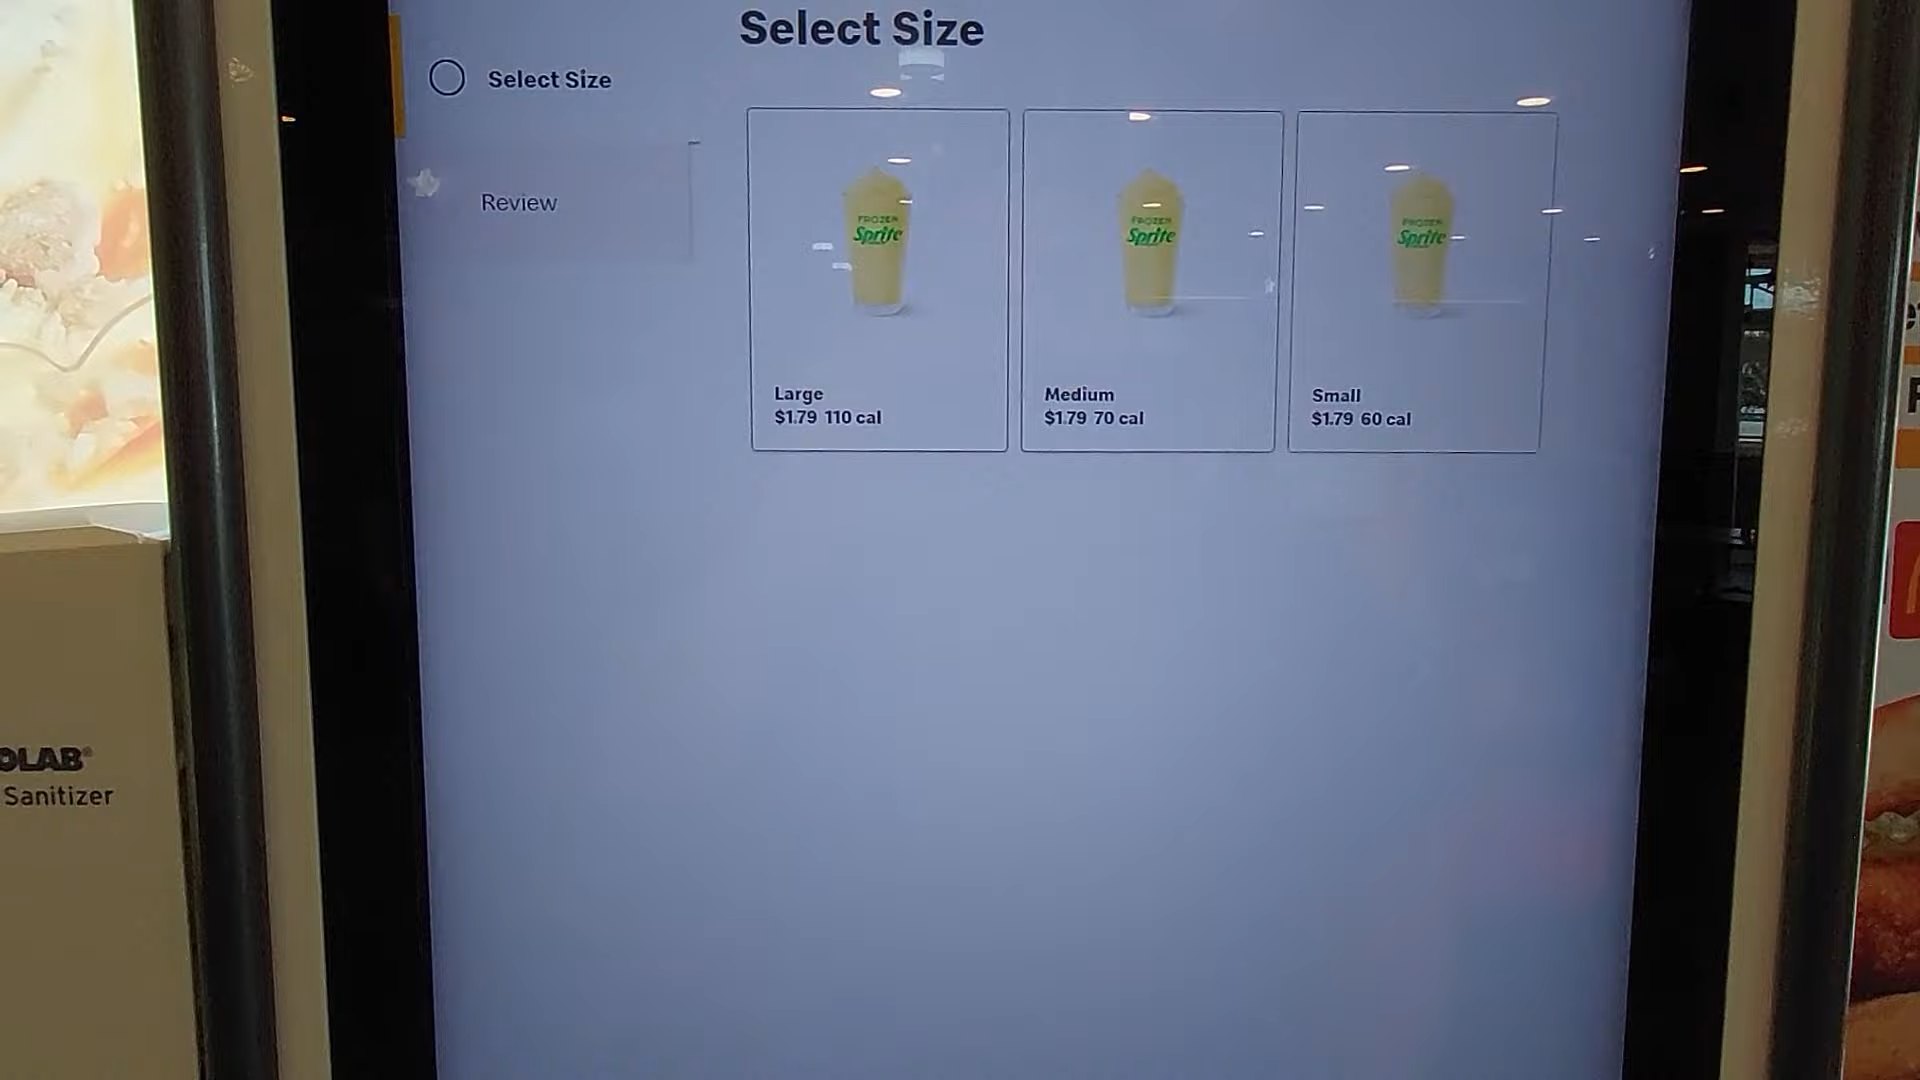 Select Size
Select Size
Review
FROZEN
Sprite
FROZEN
Sprite
FROZEN
Sprite
Large
$1.79 110 cal
Medium
$1.79 70 cal
Small
$1.79 60 cal
OLAB®
Sanitizer